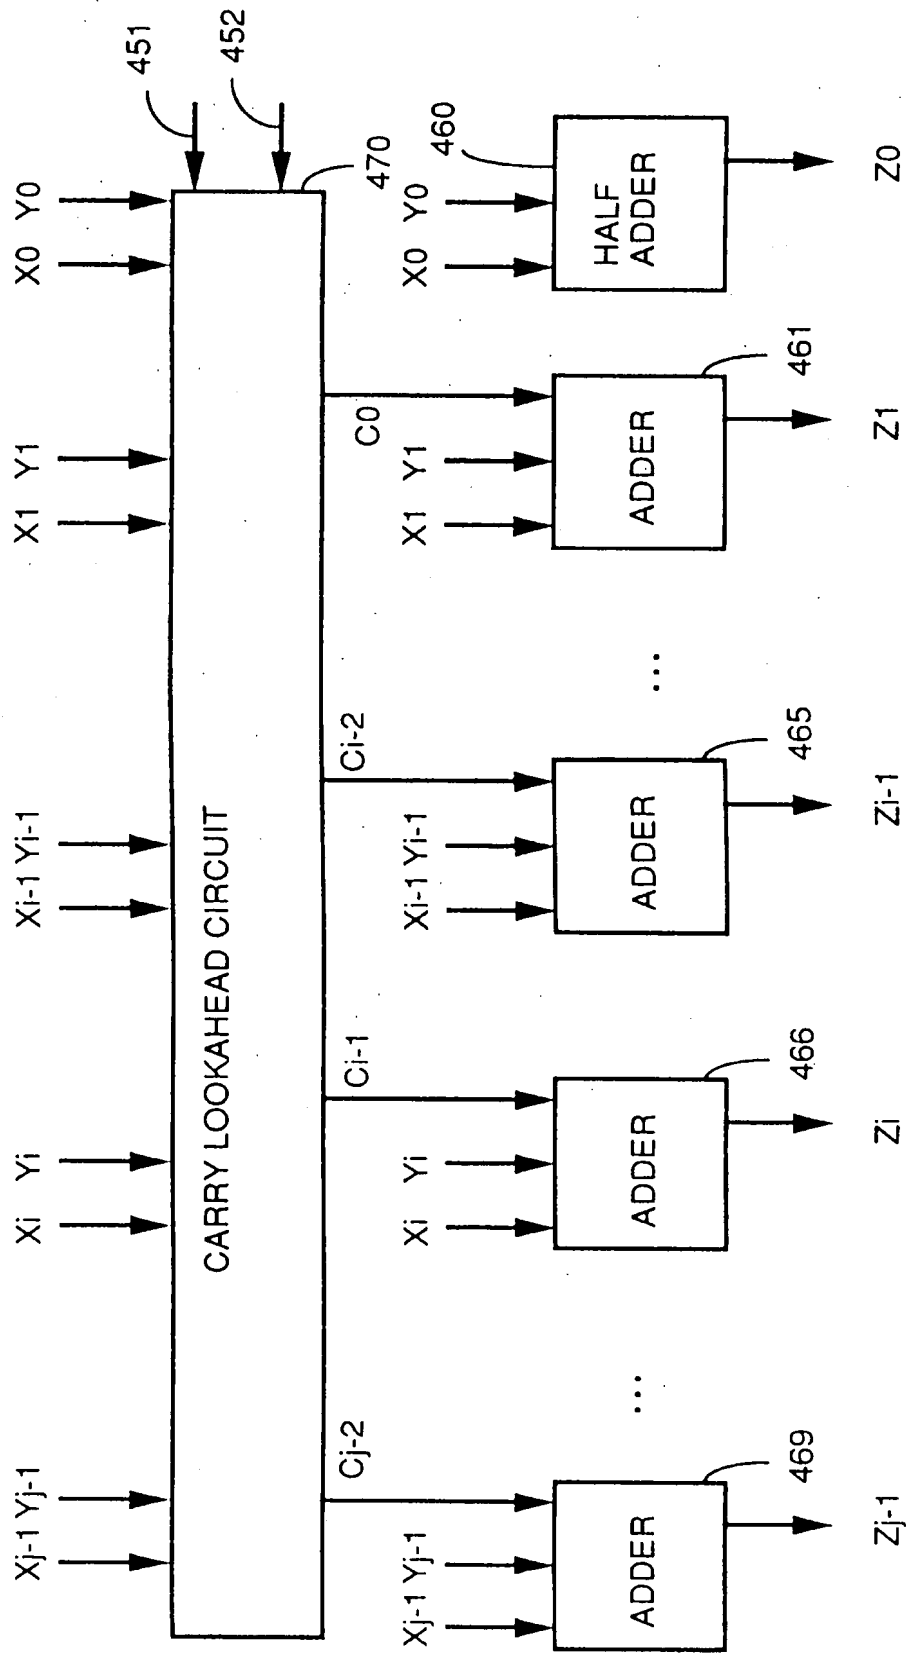 Xj-1 Yj-1
Xi Yi
Xi-1 Yi-1
X1 Y1
X0 Y0
451
452
CARRY LOOKAHEAD CIRCUIT
470
Cj-2
Ci-1
Ci-2
C0
Xj-1 Yj-1
Xi Yi
Xi-1 Yi-1
X1 Y1
X0 Y0
460
ADDER
...
ADDER
ADDER
...
ADDER
HALF
ADDER
469
466
465
461
Zj-1
Zi
Zi-1
Z1
Z0